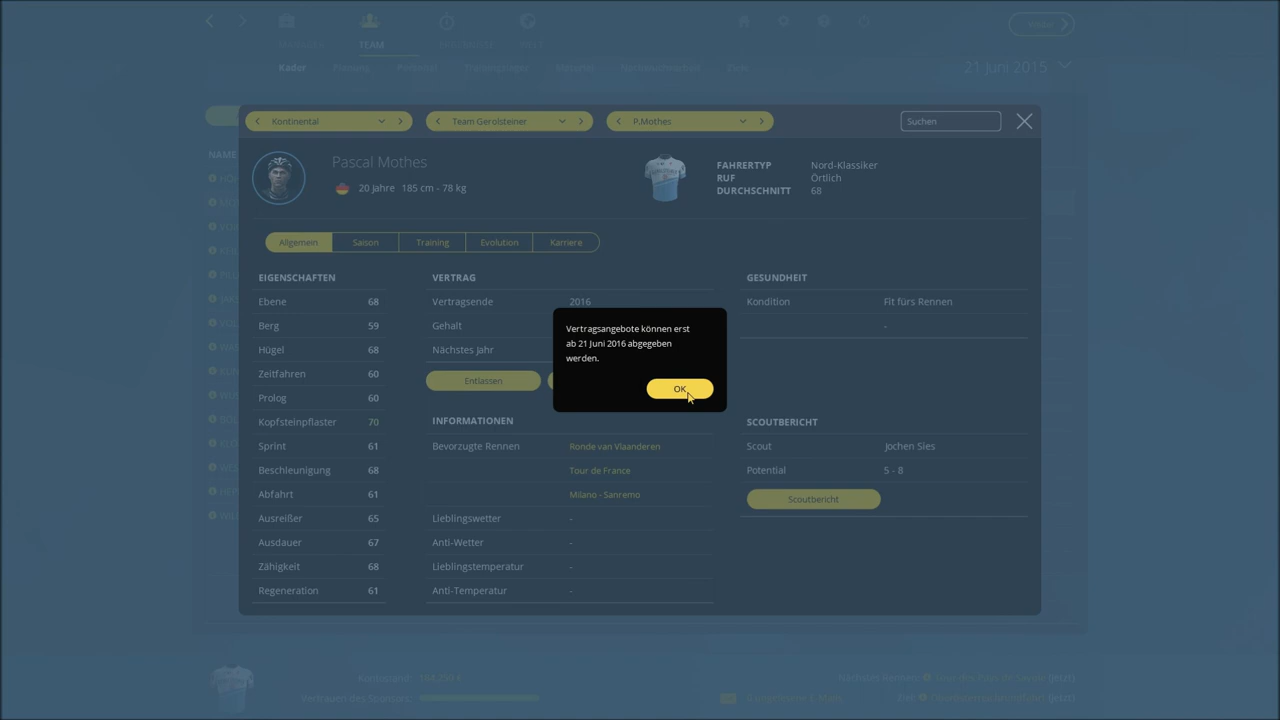 TEAM
Kader
21 Juni 2015
Kontinental
Team Gerolsteiner
P.Mothes
Suchen
NAME
Pascal Mothes
20 Jahre 185 cm - 78 kg
FAHRERTYP Nord-Klassiker
RUF Örtlich
DURCHSCHNITT 68
Allgemein Saison Training Evolution Karriere
EIGENSCHAFTEN
Ebene 68
Berg 59
Hügel 68
Zeitfahren 60
Prolog 60
Kopfsteinpflaster 70
Sprint 61
Beschleunigung 68
Abfahrt 61
Ausreißer 65
Ausdauer 67
Zähigkeit 68
Regeneration 61
VERTRAG
Vertragsende 2016
Gehalt
Nächstes Jahr
Entlassen
Vertragsangebote können erst
ab 21 Juni 2016 abgegeben
werden.
OK
INFORMATIONEN
Bevorzugte Rennen Ronde van Vlaanderen
Tour de France
Milano - Sanremo
Lieblingswetter -
Anti-Wetter -
Lieblingstemperatur -
Anti-Temperatur -
GESUNDHEIT
Kondition Fit fürs Rennen
-
SCOUTBERICHT
Scout Jochen Sies
Potential 5 - 8
Scoutbericht
Vertrauen des Sponsors: